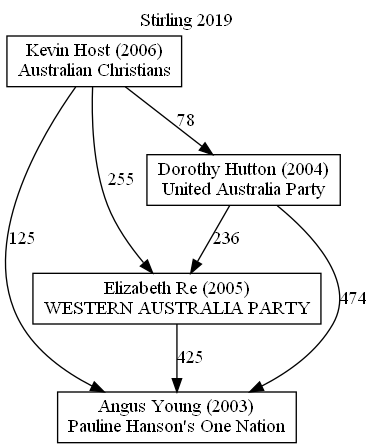 Stirling 2019
Kevin Host (2006)
Australian Christians
78
Dorothy Hutton (2004)
United Australia Party
255
125
236
474
Elizabeth Re (2005)
WESTERN AUSTRALIA PARTY
425
Angus Young (2003)
Pauline Hanson's One Nation